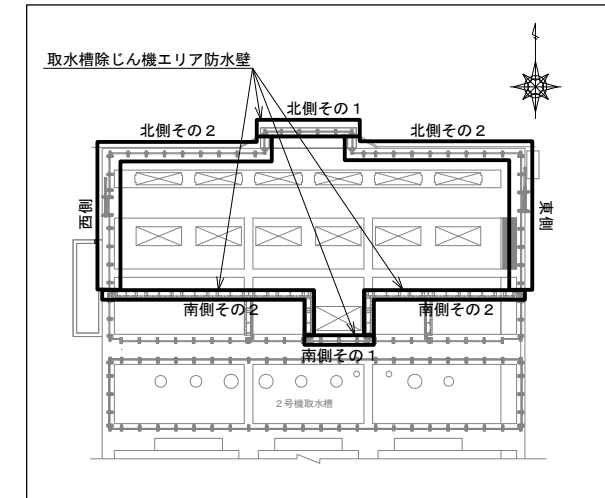 取水槽除じん機エリア防水壁
北側その１
北側その２
北側その２
西側
東側
南側その２
南側その２
南側その１
２号機取水槽